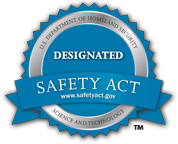 U.S. DEPARTMENT OF HOMELAND SECURITY
DESIGNATED
SAFETY ACT
www.safetyact.gov
SCIENCE AND TECHNOLOGY
TM